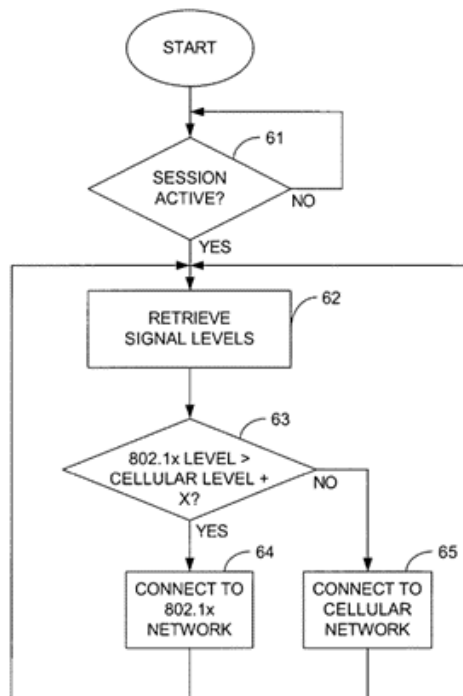 START
61
SESSION
ACTIVE?
NO
YES
62
RETRIEVE
SIGNAL LEVELS
63
802.1x LEVEL >
CELLULAR LEVEL +
X?
NO
YES
64
CONNECT TO
802.1x
NETWORK
65
CONNECT TO
CELLULAR
NETWORK